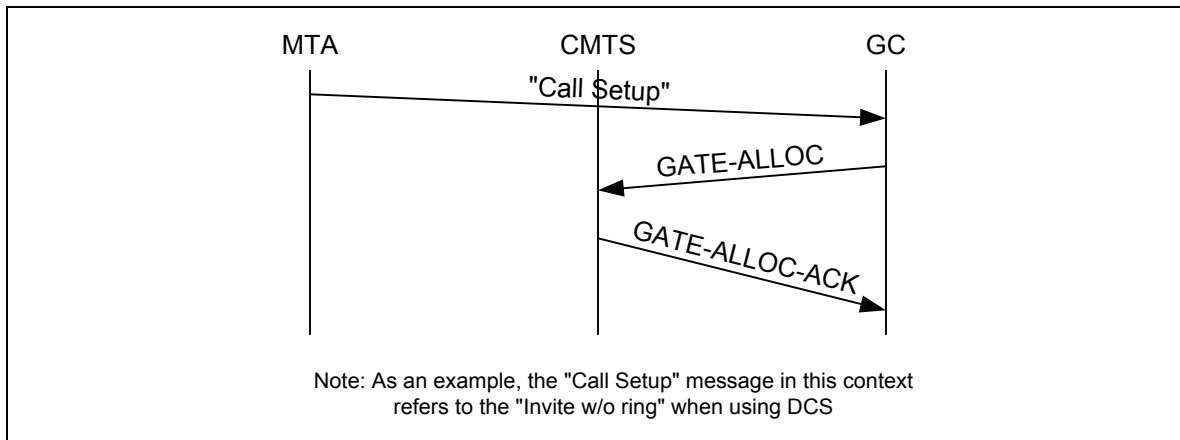 MTA
CMTS
GC
"Call Setup"
GATE-ALLOC
GATE-ALLOC-ACK
Note: As an example, the "Call Setup" message in this context
refers to the "Invite w/o ring" when using DCS